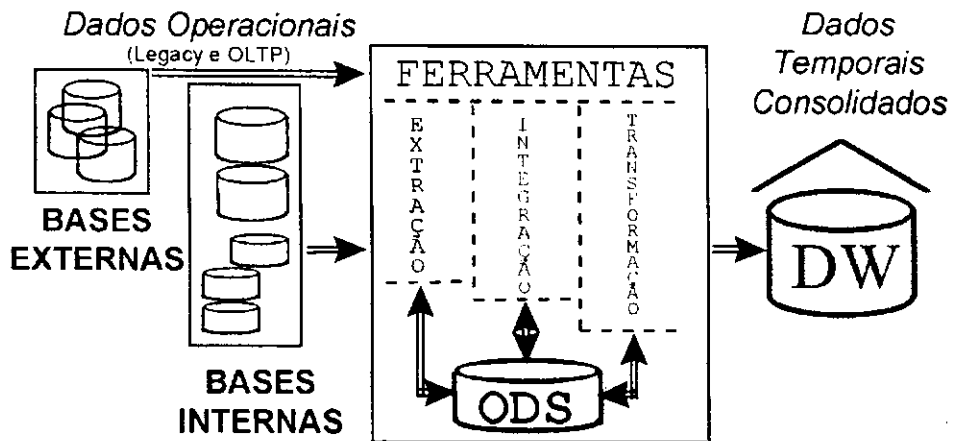 Dados Operacionais
(Legacy e OLTP)
BASES
EXTERNAS
BASES
INTERNAS
FERRAMENTAS
EXTRAÇÃO
INTEGRAÇÃO
TRANSFORMAÇÃO
ODS
Dados
Temporais
Consolidados
DW